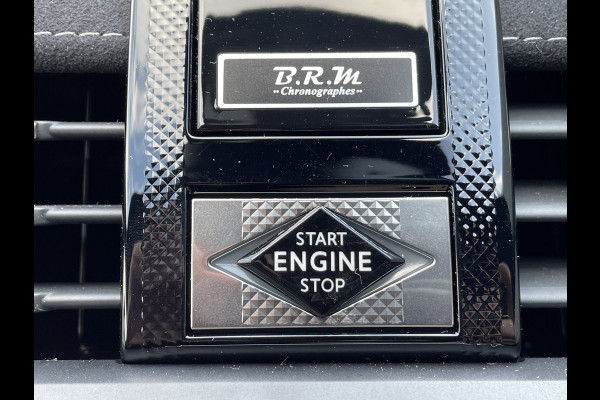 B.R.M
Chronographes
START
ENGINE
STOP